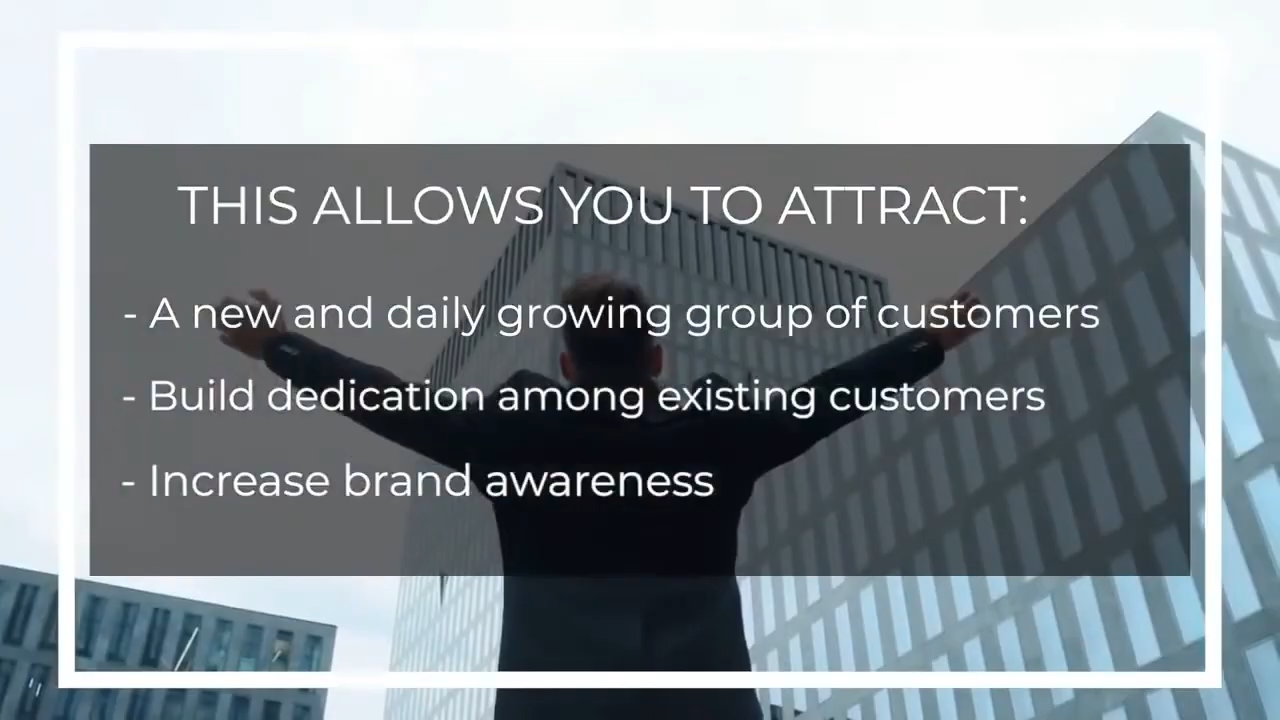 THIS ALLOWS YOU TO ATTRACT:
- A new and daily growing group of customers
- Build dedication among existing customers
- Increase brand awareness